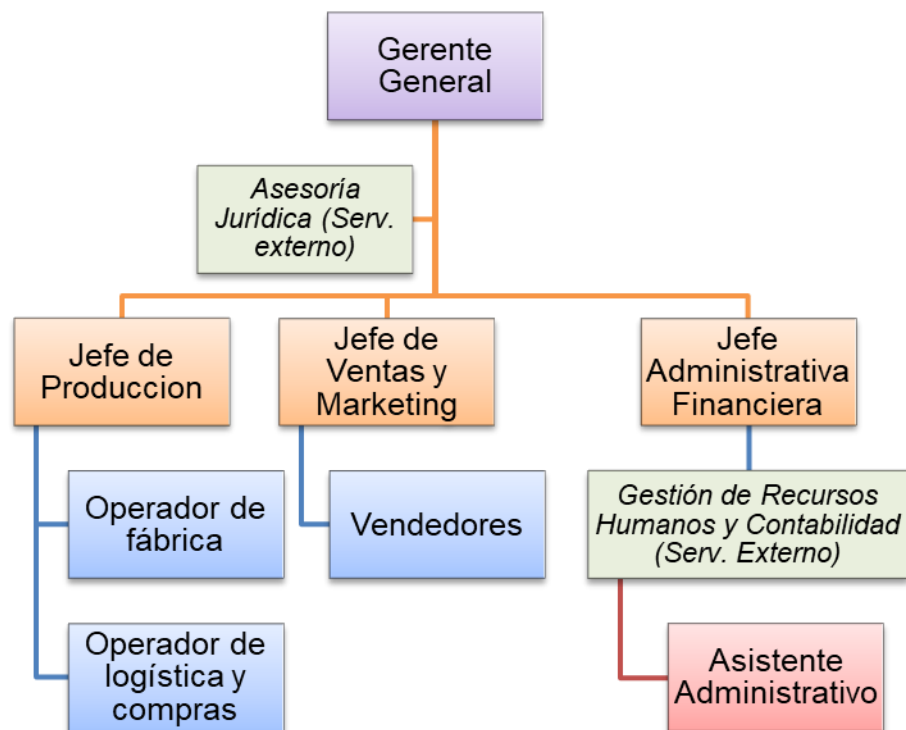 Gerente
General
Asesoría
Jurídica (Serv.
externo)
Jefe de
Produccion
Jefe de
Ventas y
Marketing
Jefe
Administrativa
Financiera
Operador de
fábrica
Vendedores
Gestión de Recursos
Humanos y Contabilidad
(Serv. Externo)
Operador de
logística y
compras
Asistente
Administrativo